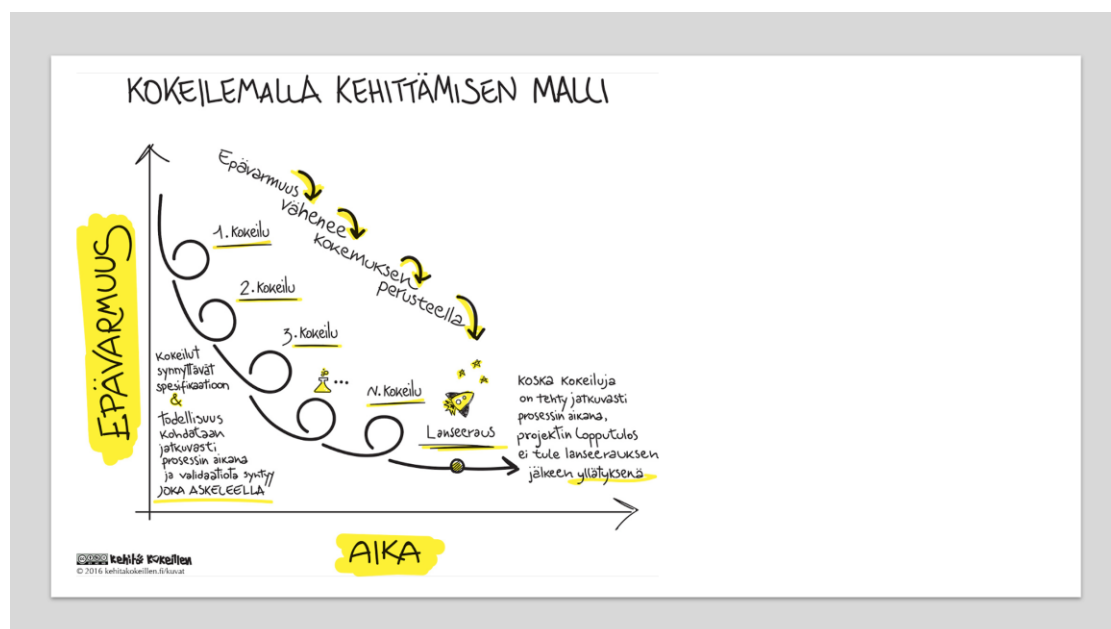 KOKEILEMALLA KEHITTÄMISEN MALLI
EPÄVARMUUS
Epävarmuus
vähenee
kokemuksen
perusteella
1. Kokeilu
2. Kokeilu
3. Kokeilu
...
N. Kokeilu
Lanseeraus
Kokeilut
synnyttävät
spesifikaatioon
&
Todellisuus
kohdataan
jatkuvasti
prosessin aikana
ja validaatiota syntyy
JOKA ASKELEELLA
KOSKA KOKEILUJA
on tehty jatkuvasti
prosessin aikana,
projektin lopputulos
ei tule lanseerauksen
jälkeen yllätyksenä
AIKA
Kehitä Kokeillen
© 2016 kehitakokeillen.fi/kuvat